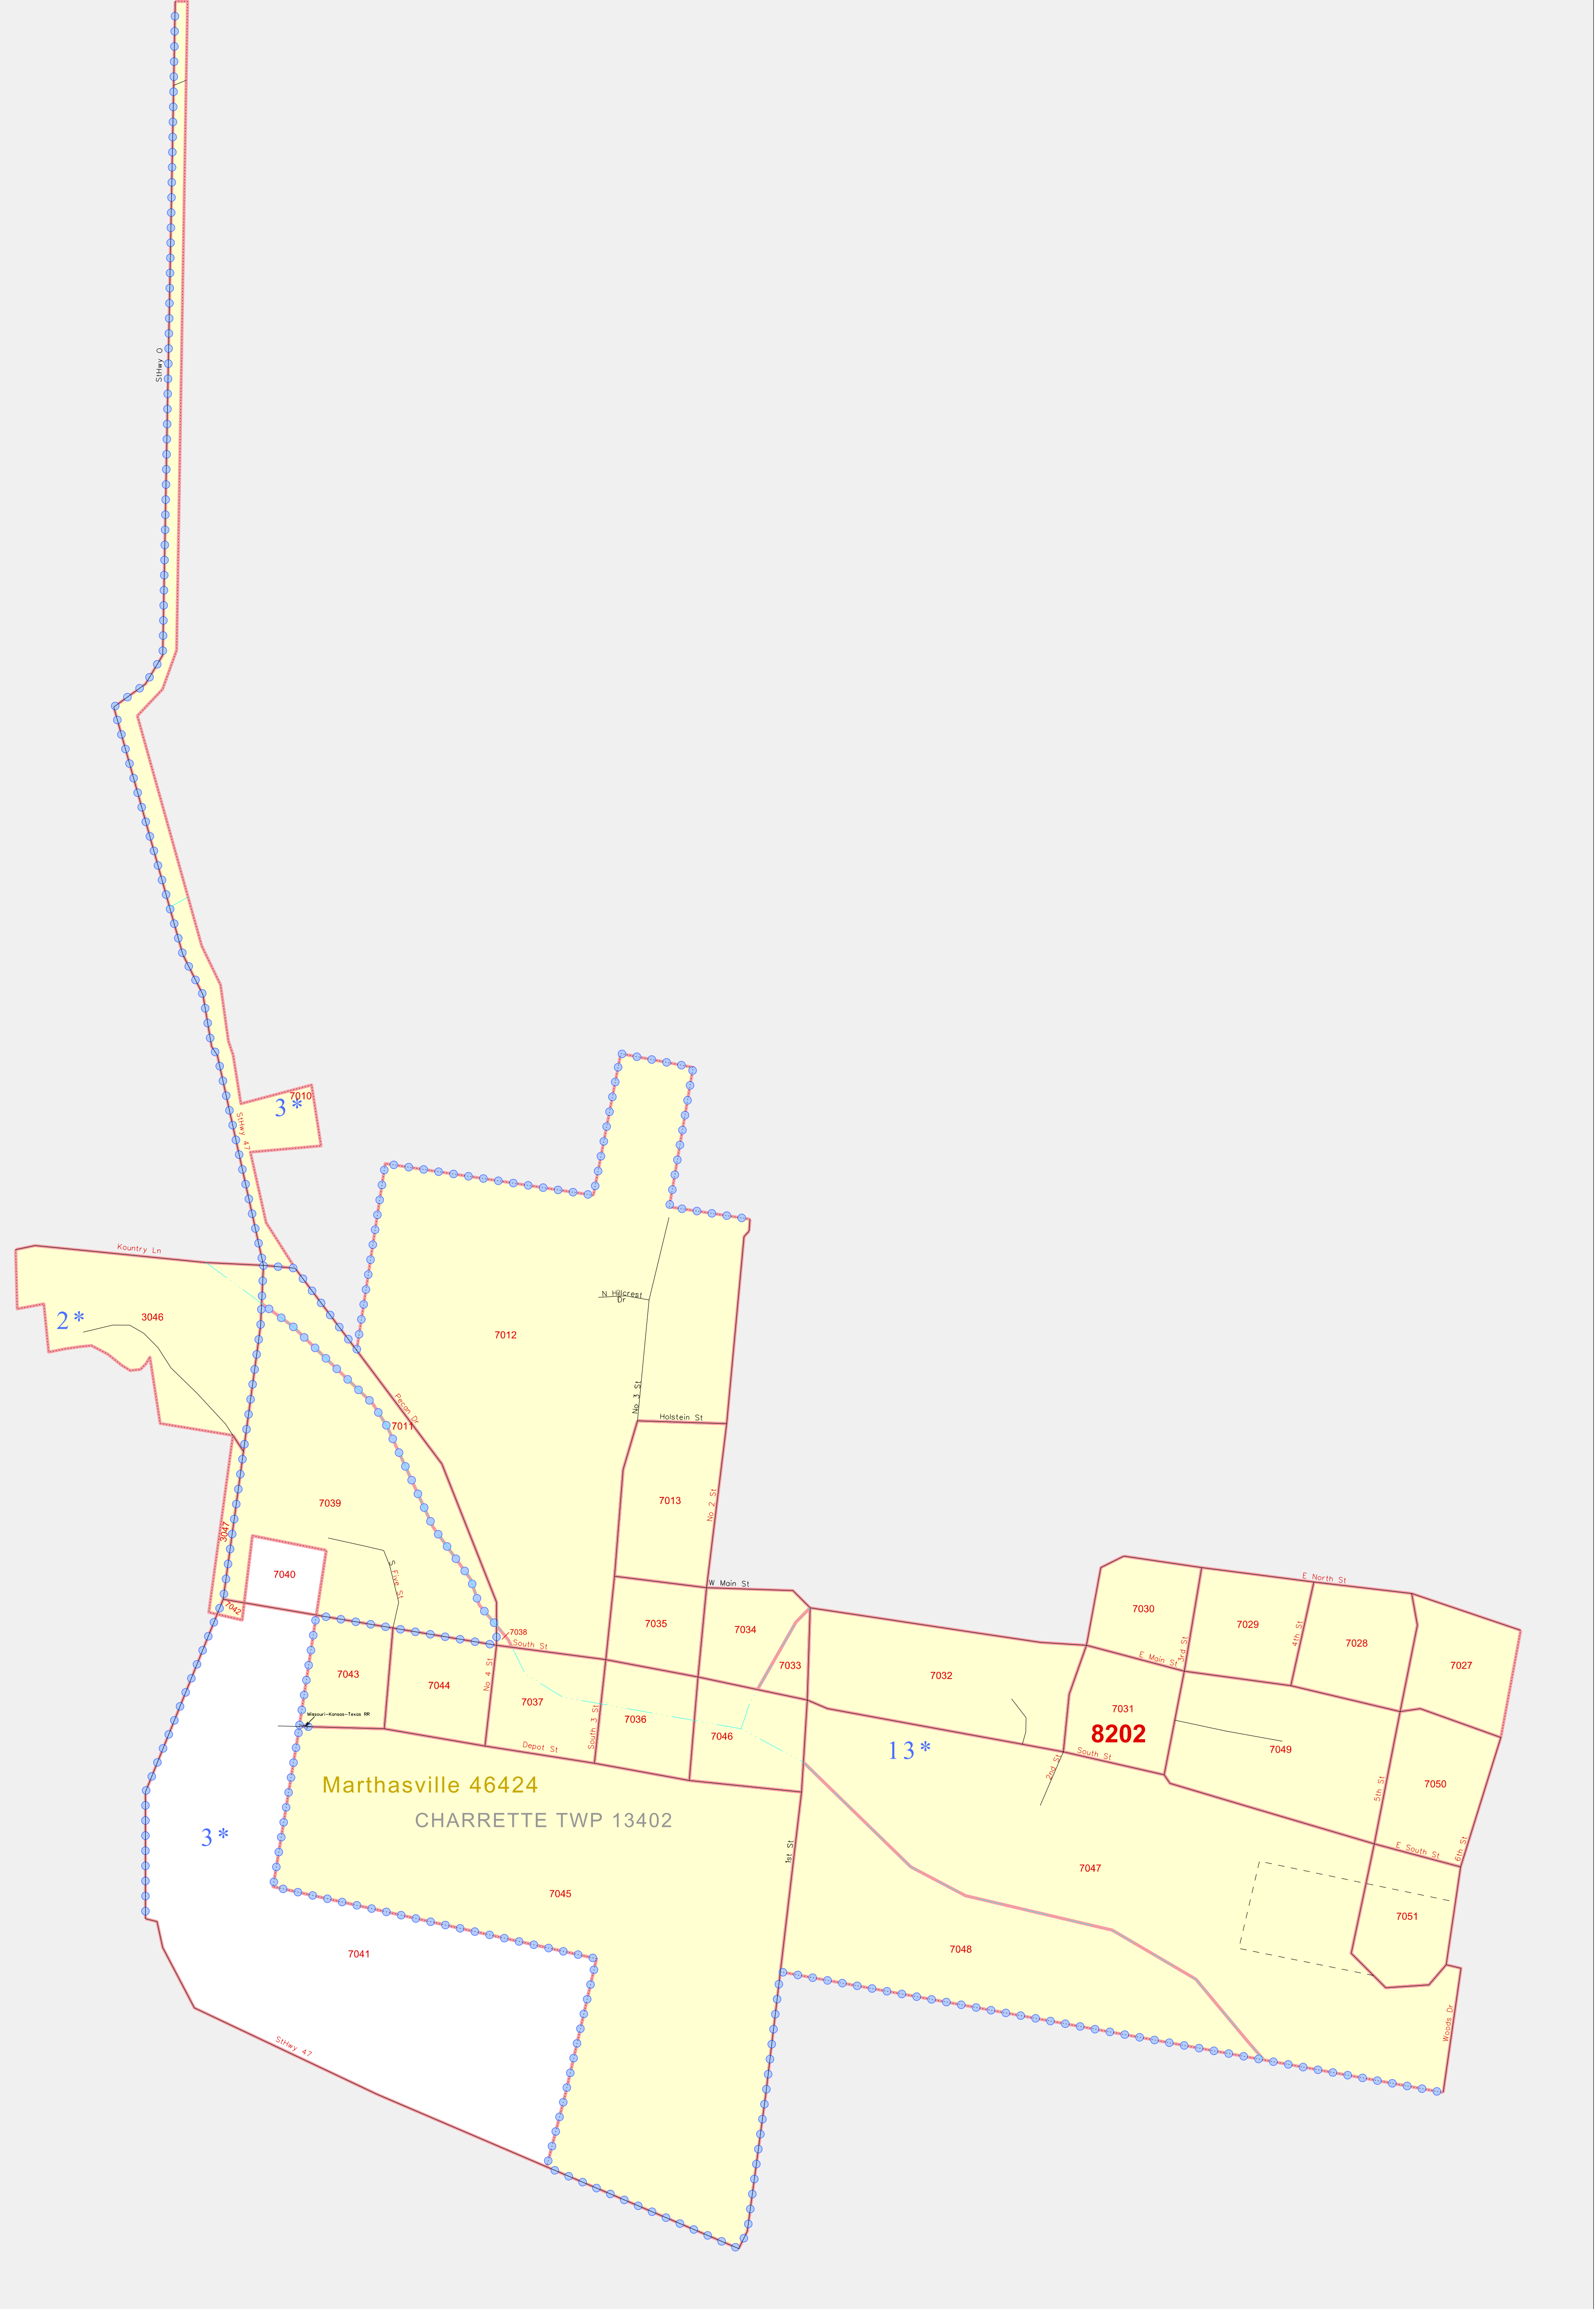 StHwy O
7010
3*
StHwy 47
Kountry Ln
2*
3046
N Hillcrest
Dr
7012
No 3 St
Pecan Dr
7011
Holstein St
7013
No 2 St
7039
3047
7040
S Five St
7042
W Main St
E North St
7030
7029
4th St
7028
7027
7035
7034
7038
South St
7033
E Main St
3rd St
7032
7043
7044
No 4 St
7037
South 3 St
7036
7046
7031
8202
Missouri-Kansas-Texas RR
Depot St
13*
South St
2nd St
7049
5th St
7050
Marthasville 46424
CHARRETTE TWP 13402
3*
1st St
E South St
6th St
7047
7045
7051
7048
7041
Woods Dr
StHwy 47